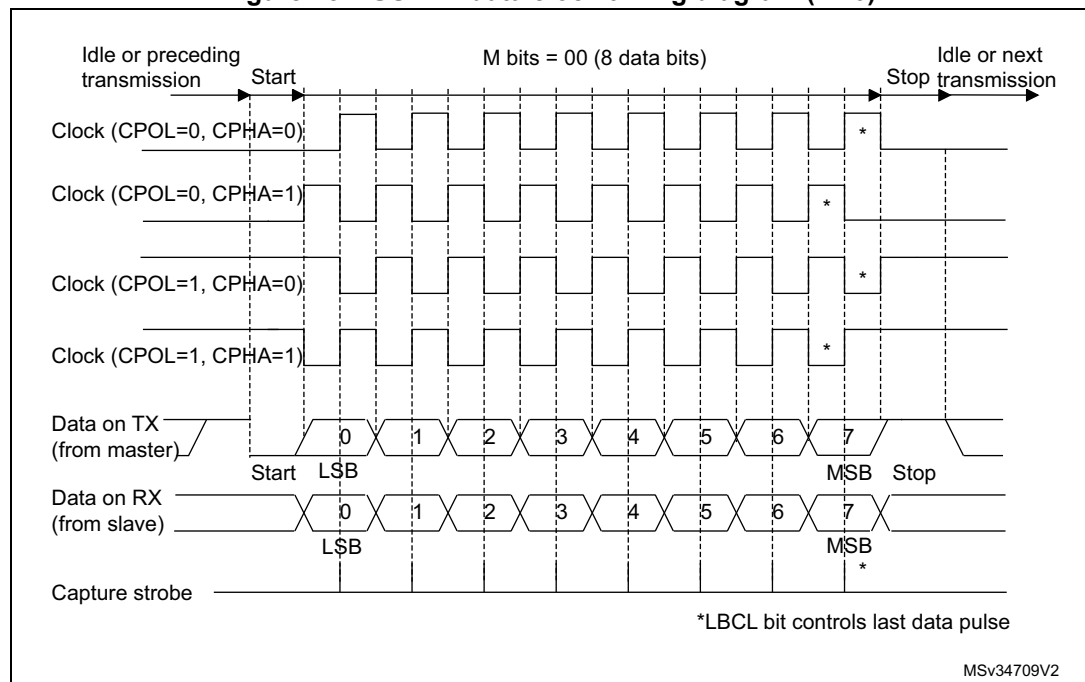 Idle or preceding
transmission
Start
M bits = 00 (8 data bits)
Stop
Idle or next
transmission
Clock (CPOL=0, CPHA=0)
*
Clock (CPOL=0, CPHA=1)
*
Clock (CPOL=1, CPHA=0)
*
Clock (CPOL=1, CPHA=1)
*
Data on TX
(from master)
0 1 2 3 4 5 6 7
Start LSB MSB Stop
Data on RX
(from slave)
0 1 2 3 4 5 6 7
LSB MSB
*
Capture strobe
*LBCL bit controls last data pulse
MSv34709V2